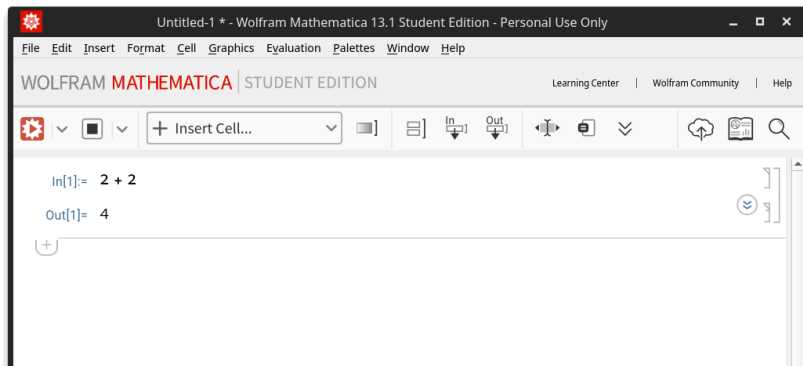 Untitled-1 * - Wolfram Mathematica 13.1 Student Edition - Personal Use Only
File Edit Insert Format Cell Graphics Evaluation Palettes Window Help
WOLFRAM MATHEMATICA STUDENT EDITION Learning Center | Wolfram Community | Help
Insert Cell... In Out
In[1]:= 2 + 2
Out[1]= 4